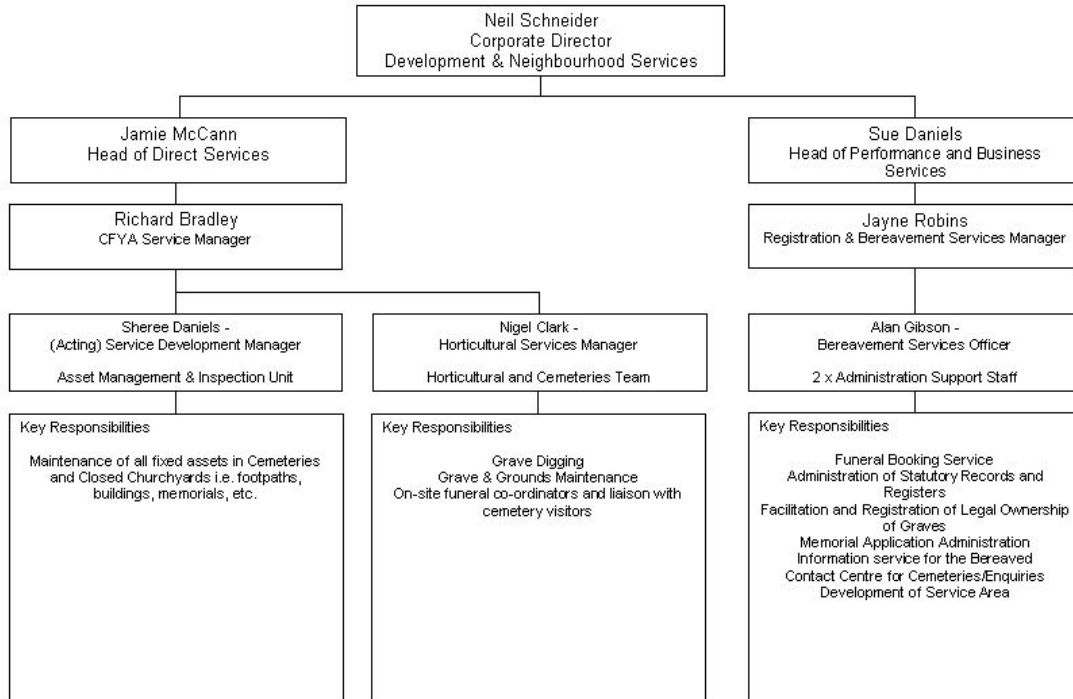 Neil Schneider
Corporate Director
Development & Neighbourhood Services
Jamie McCann
Head of Direct Services
Sue Daniels
Head of Performance and Business
Services
Richard Bradley
CFYA Service Manager
Jayne Robins
Registration & Bereavement Services Manager
Sheree Daniels -
(Acting) Service Development Manager
Asset Management & Inspection Unit
Nigel Clark -
Horticultural Services Manager
Horticultural and Cemeteries Team
Alan Gibson -
Bereavement Services Officer
2 x Administration Support Staff
Key Responsibilities
Maintenance of all fixed assets in Cemeteries
and Closed Churchyards i.e. footpaths,
buildings, memorials, etc.
Key Responsibilities
Grave Digging
Grave & Grounds Maintenance
On-site funeral co-ordinators and liaison with
cemetery visitors
Key Responsibilities
Funeral Booking Service
Administration of Statutory Records and
Registers
Facilitation and Registration of Legal Ownership
of Graves
Memorial Application Administration
Information service for the Bereaved
Contact Centre for Cemeteries/Enquiries
Development of Service Area